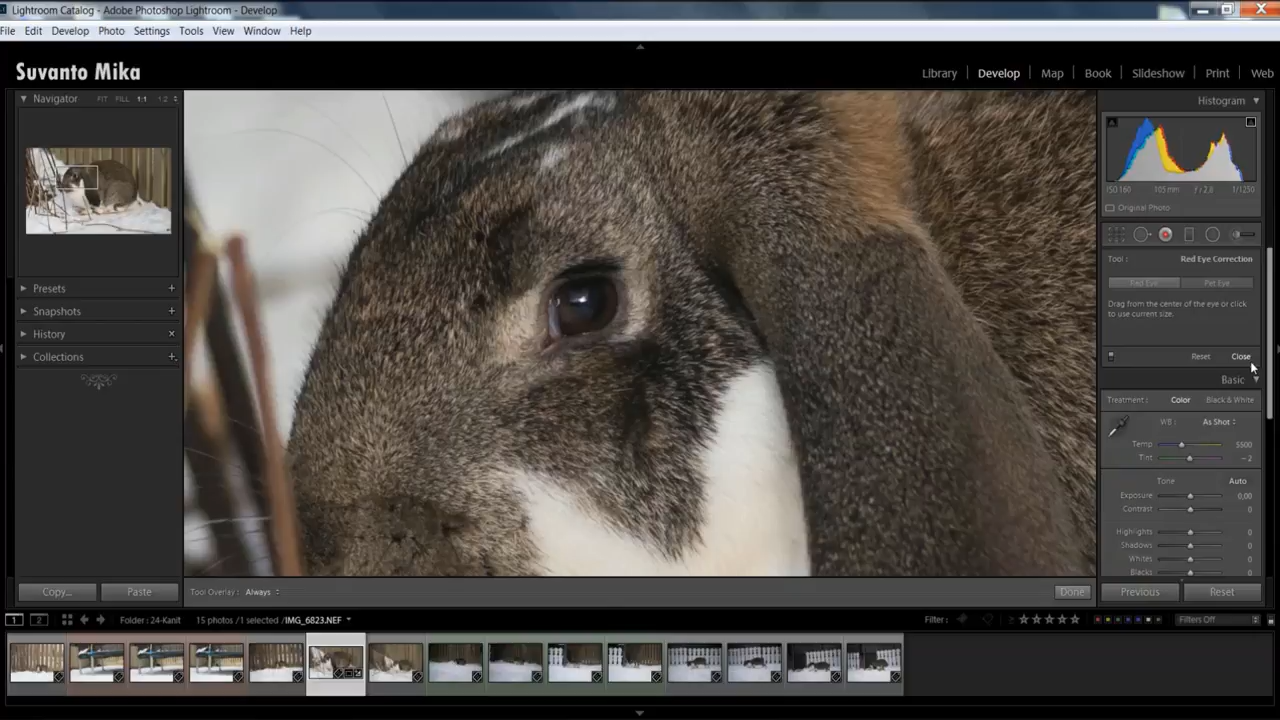 Lightroom Catalog - Adobe Photoshop Lightroom - Develop
File Edit Develop Photo Settings Tools View Window Help
Suvanto Mika
Library | Develop | Map | Book | Slideshow | Print | Web
Navigator FIT FILL 1:1 1:2
Histogram
ISO 160 105 mm ƒ / 2,8 1/1250
Original Photo
Tool : Red Eye Correction
Red Eye Pet Eye
Drag from the center of the eye or click
to use current size.
Reset Close
Presets
Snapshots
History
Collections
Basic
Treatment : Color Black & White
WB : As Shot
Temp 5500
Tint - 2
Tone Auto
Exposure 0,00
Contrast 0
Highlights 0
Shadows 0
Whites 0
Blacks 0
Copy... Paste
Tool Overlay : Always
Done
Previous Reset
1 2 Folder : 24-Kanit 15 photos / 1 selected / IMG_6823.NEF
Filter : Filters Off